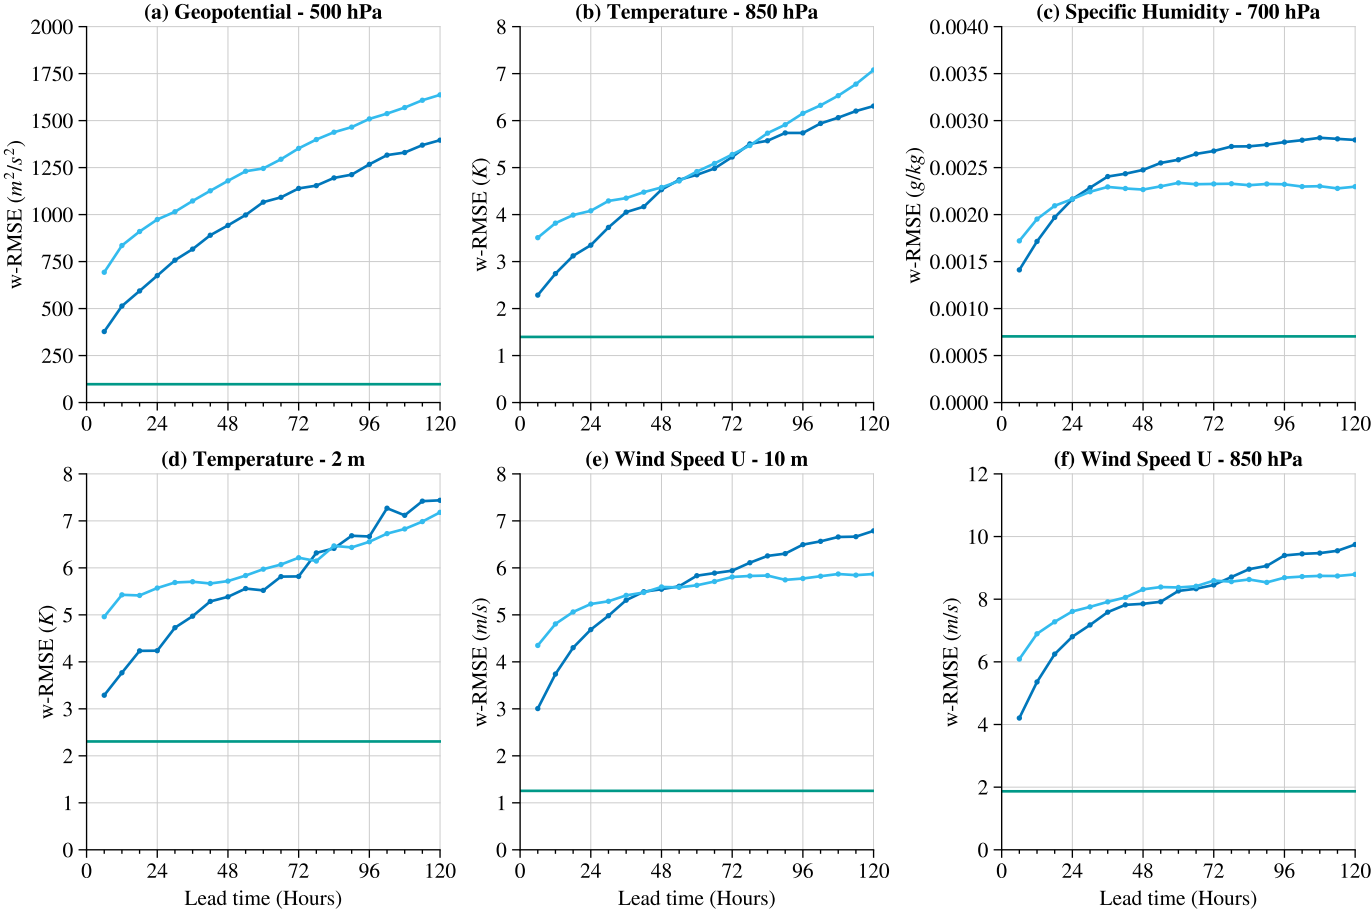 (a) Geopotential - 500 hPa
w-RMSE (m²/s²)
2000
1750
1500
1250
1000
750
500
250
0
0 24 48 72 96 120
(b) Temperature - 850 hPa
w-RMSE (K)
8
7
6
5
4
3
2
1
0
0 24 48 72 96 120
(c) Specific Humidity - 700 hPa
w-RMSE (g/kg)
0.0040
0.0035
0.0030
0.0025
0.0020
0.0015
0.0010
0.0005
0.0000
0 24 48 72 96 120
(d) Temperature - 2 m
w-RMSE (K)
8
7
6
5
4
3
2
1
0
0 24 48 72 96 120
Lead time (Hours)
(e) Wind Speed U - 10 m
w-RMSE (m/s)
8
7
6
5
4
3
2
1
0
0 24 48 72 96 120
Lead time (Hours)
(f) Wind Speed U - 850 hPa
w-RMSE (m/s)
12
10
8
6
4
2
0
0 24 48 72 96 120
Lead time (Hours)